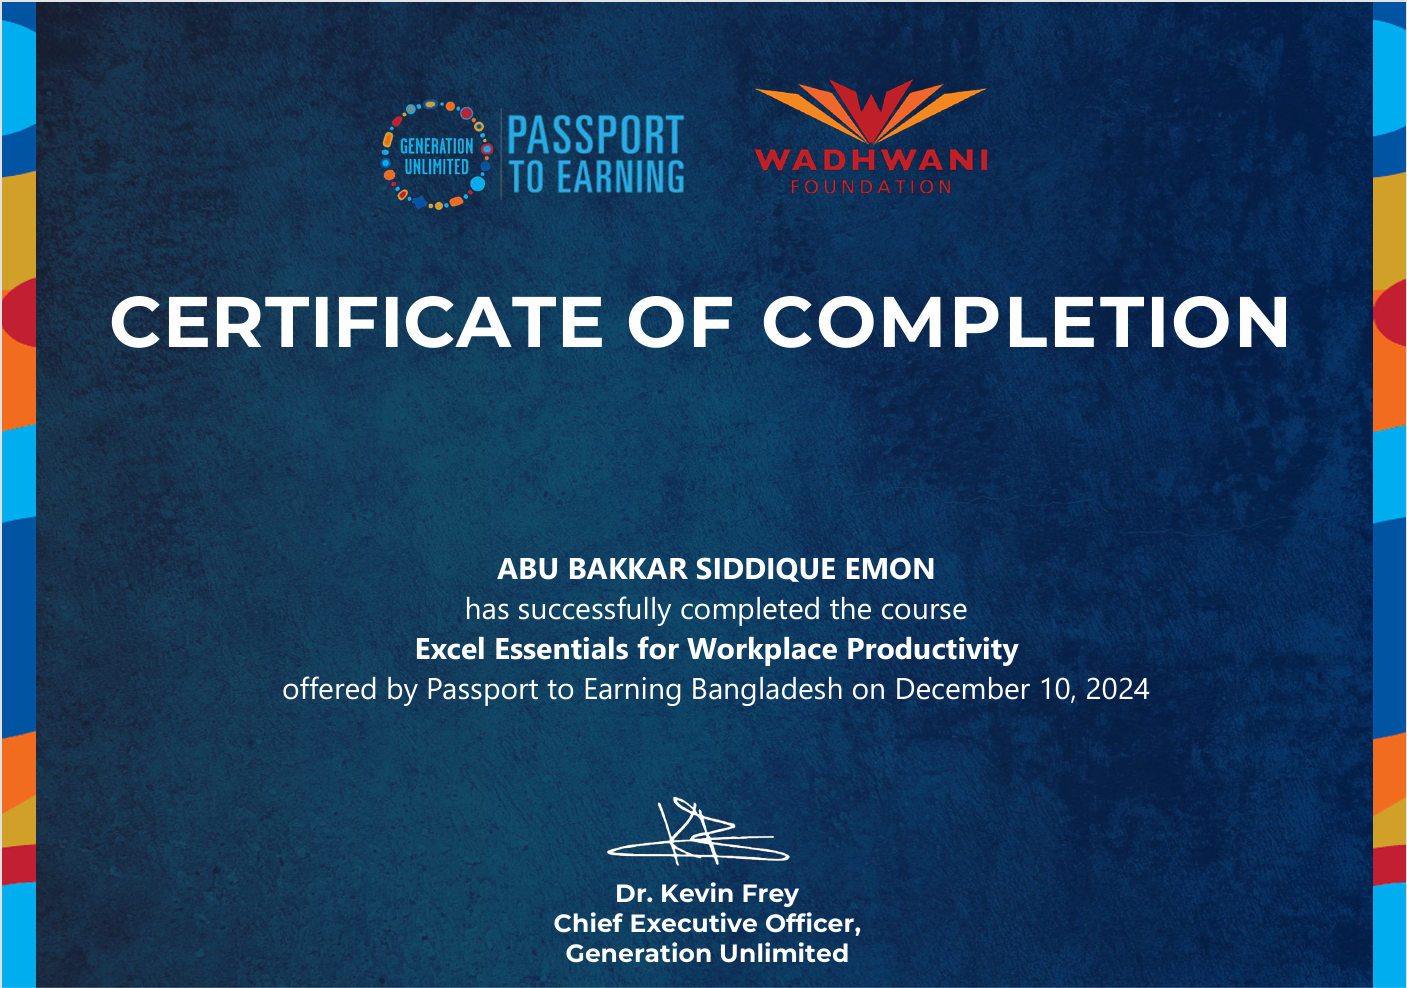 GENERATION
UNLIMITED
PASSPORT
TO EARNING
WADHWANI
FOUNDATION
CERTIFICATE OF COMPLETION
ABU BAKKAR SIDDIQUE EMON
has successfully completed the course
Excel Essentials for Workplace Productivity
offered by Passport to Earning Bangladesh on December 10, 2024
Dr. Kevin Frey
Chief Executive Officer,
Generation Unlimited